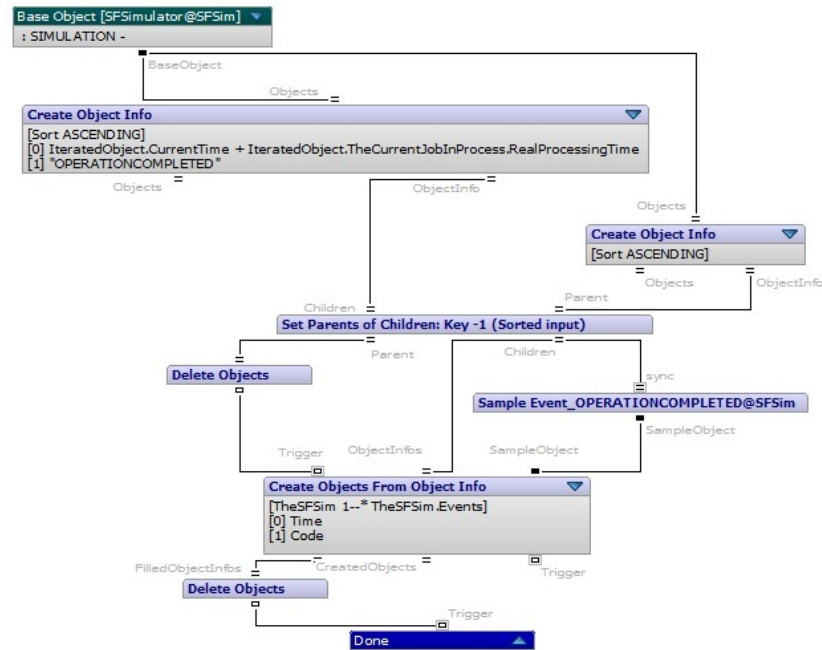 Base Object [SFSimulator@SFSim]
: SIMULATION -
BaseObject
Objects
Create Object Info
[Sort ASCENDING]
[0] IteratedObject.CurrentTime + IteratedObject.TheCurrentJobInProcess.RealProcessingTime
[1] "OPERATIONCOMPLETED"
Objects
ObjectInfo
Objects
Create Object Info
[Sort ASCENDING]
Objects
ObjectInfo
Children
Parent
Set Parents of Children: Key -1 (Sorted input)
Parent
Children
Delete Objects
sync
Sample Event_OPERATIONCOMPLETED@SFSim
SampleObject
Trigger
ObjectInfos
SampleObject
Create Objects From Object Info
[TheSFSim 1--* TheSFSim.Events]
[0] Time
[1] Code
FilledObjectInfos
CreatedObjects
Trigger
Delete Objects
Trigger
Done